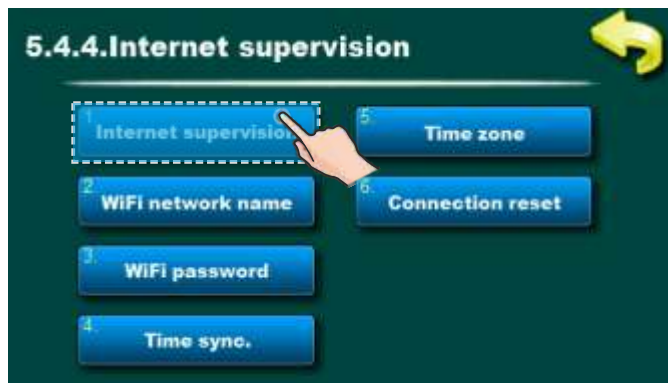 5.4.4.Internet supervision
1.
Internet supervision
2.
WiFi network name
3.
WiFi password
4.
Time sync.
5.
Time zone
6.
Connection reset